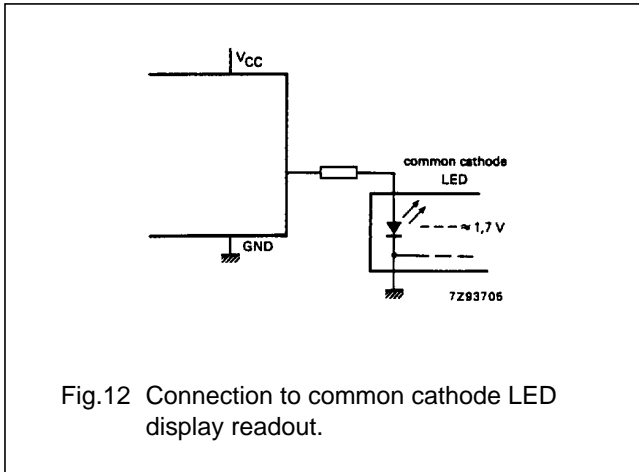 VCC
common cathode
LED
≈ 1,7 V
GND
7Z93706
Fig.12 Connection to common cathode LED
display readout.